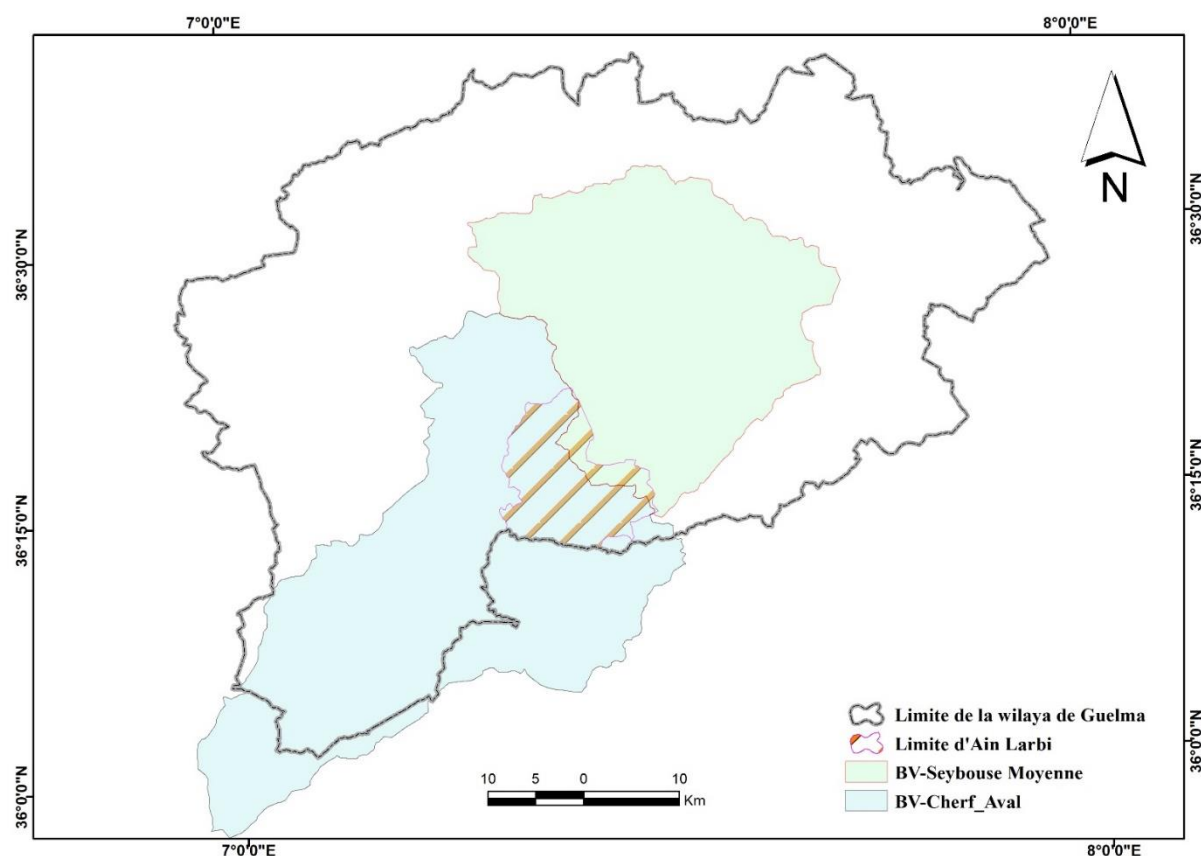 7°0'0"E
8°0'0"E
N
36°30'0"N
36°30'0"N
36°15'0"N
36°15'0"N
36°0'0"N
36°0'0"N
Limite de la wilaya de Guelma
Limite d'Ain Larbi
BV-Seybouse Moyenne
BV-Cherf_Aval
10 5 0 10
Km
7°0'0"E
8°0'0"E